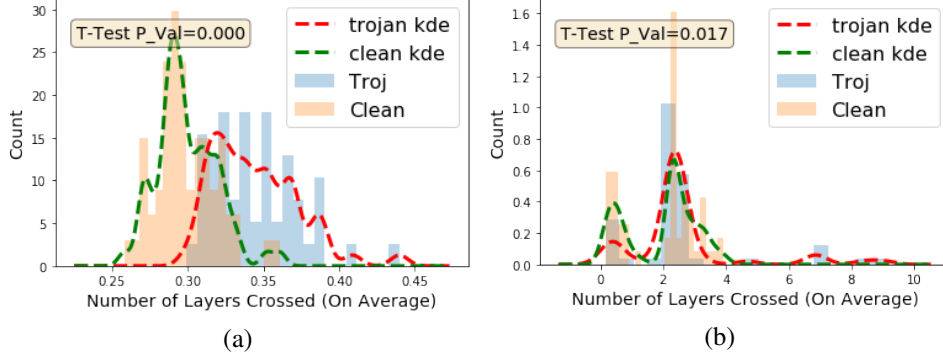 T-Test P_Val=0.000
trojan kde
clean kde
Troj
Clean
Count
30
25
20
15
10
5
0
0.25 0.30 0.35 0.40 0.45
Number of Layers Crossed (On Average)
(a)
T-Test P_Val=0.017
trojan kde
clean kde
Troj
Clean
Count
1.6
1.4
1.2
1.0
0.8
0.6
0.4
0.2
0.0
0 2 4 6 8 10
Number of Layers Crossed (On Average)
(b)